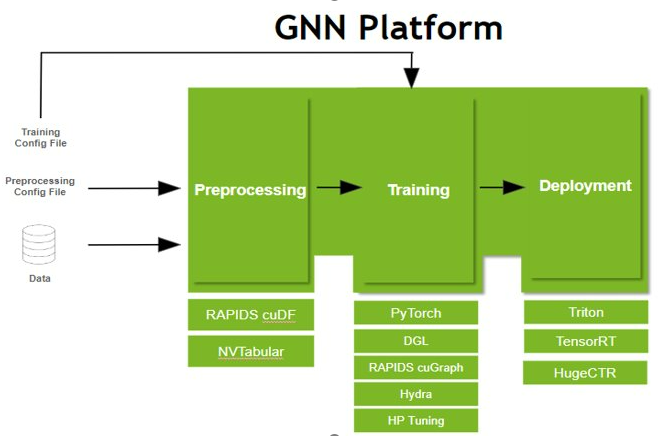 GNN Platform
Training
Config File
Preprocessing
Config File
Data
Preprocessing
Training
Deployment
RAPIDS cuDF
NVTabular
PyTorch
DGL
RAPIDS cuGraph
Hydra
HP Tuning
Triton
TensorRT
HugeCTR